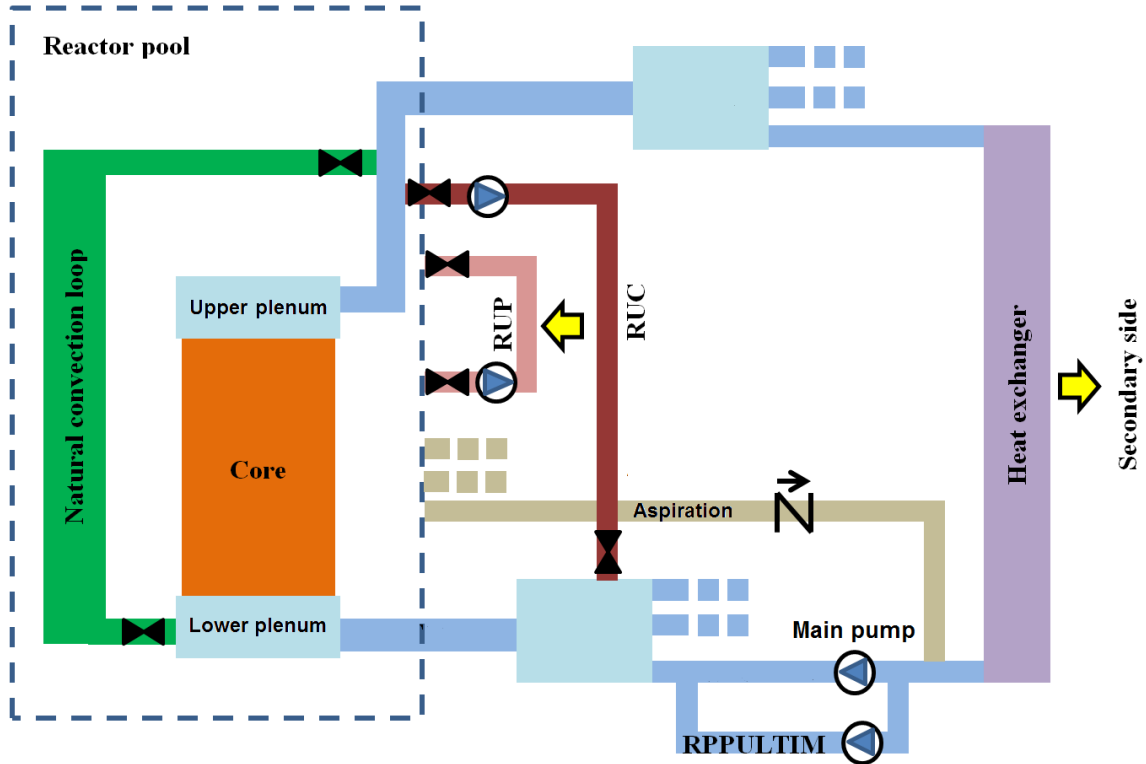 Reactor pool
Upper plenum
Natural convection loop
RUP
RUC
Core
Heat exchanger
Secondary side
Aspiration
Lower plenum
Main pump
RPPULTIM